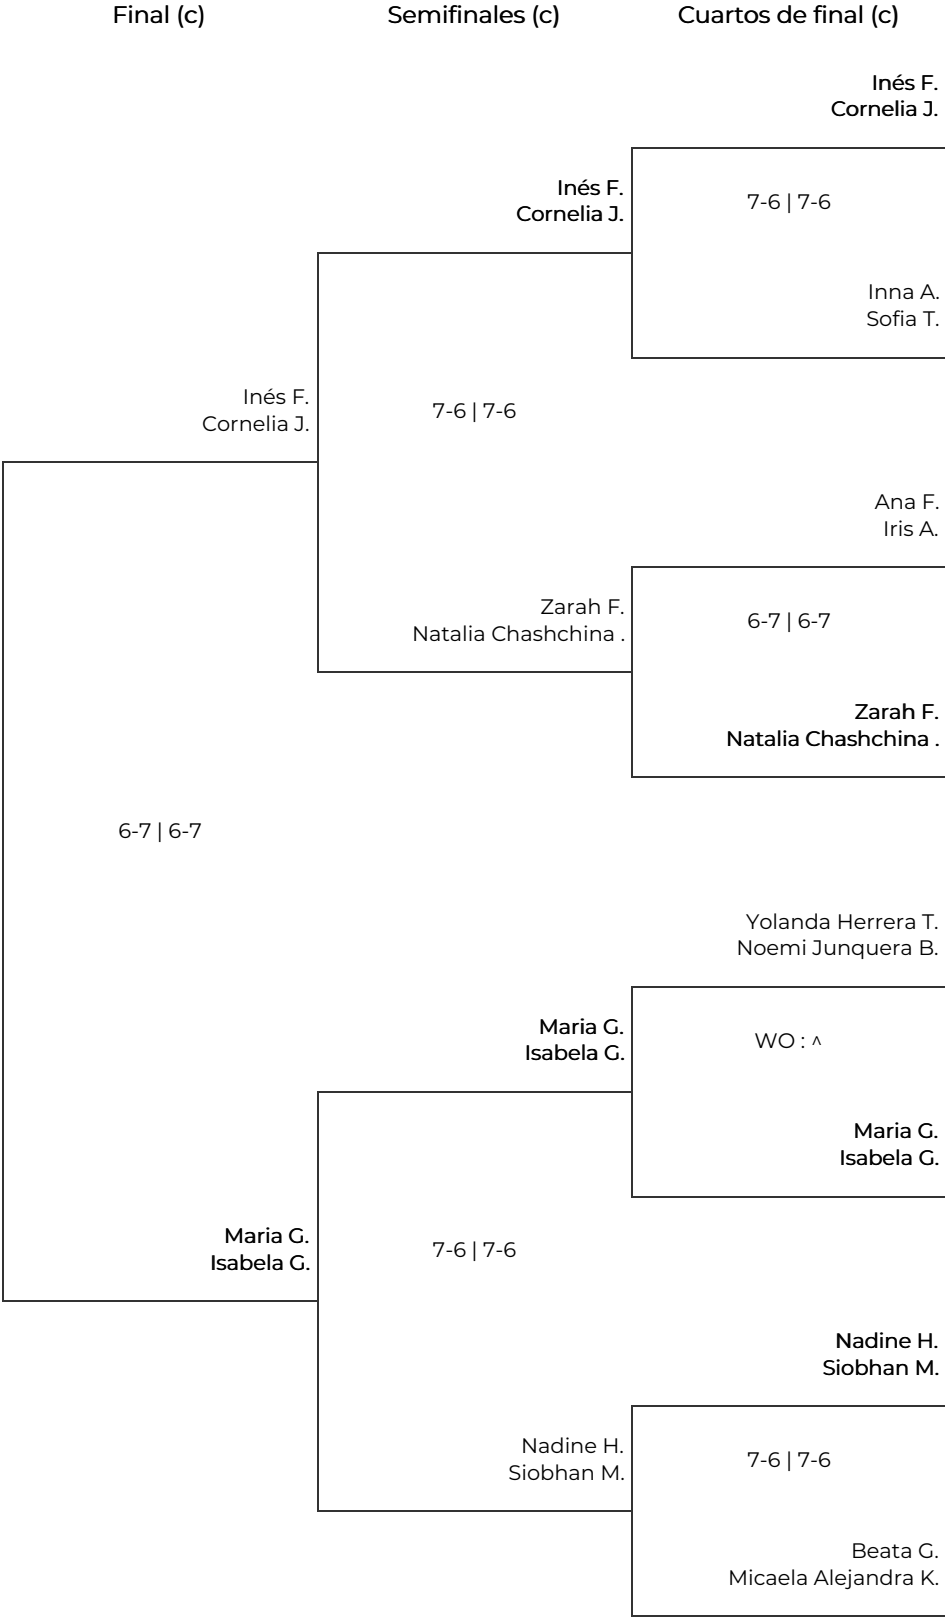 Final (c)
Semifinales (c)
Cuartos de final (c)
Inés F.
Cornelia J.
Inés F.
Cornelia J.
7-6 | 7-6
Inna A.
Sofia T.
Inés F.
Cornelia J.
7-6 | 7-6
Ana F.
Iris A.
Zarah F.
Natalia Chashchina .
6-7 | 6-7
Zarah F.
Natalia Chashchina .
6-7 | 6-7
Yolanda Herrera T.
Noemi Junquera B.
Maria G.
Isabela G.
WO : ^
Maria G.
Isabela G.
Maria G.
Isabela G.
7-6 | 7-6
Nadine H.
Siobhan M.
Nadine H.
Siobhan M.
7-6 | 7-6
Beata G.
Micaela Alejandra K.